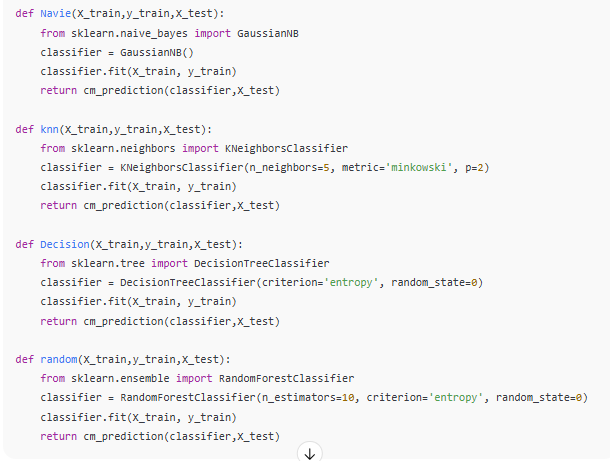 def Navie(X_train,y_train,X_test):
    from sklearn.naive_bayes import GaussianNB
    classifier = GaussianNB()
    classifier.fit(X_train, y_train)
    return cm_prediction(classifier,X_test)

def knn(X_train,y_train,X_test):
    from sklearn.neighbors import KNeighborsClassifier
    classifier = KNeighborsClassifier(n_neighbors=5, metric='minkowski', p=2)
    classifier.fit(X_train, y_train)
    return cm_prediction(classifier,X_test)

def Decision(X_train,y_train,X_test):
    from sklearn.tree import DecisionTreeClassifier
    classifier = DecisionTreeClassifier(criterion='entropy', random_state=0)
    classifier.fit(X_train, y_train)
    return cm_prediction(classifier,X_test)

def random(X_train,y_train,X_test):
    from sklearn.ensemble import RandomForestClassifier
    classifier = RandomForestClassifier(n_estimators=10, criterion='entropy', random_state=0)
    classifier.fit(X_train, y_train)
    return cm_prediction(classifier,X_test)